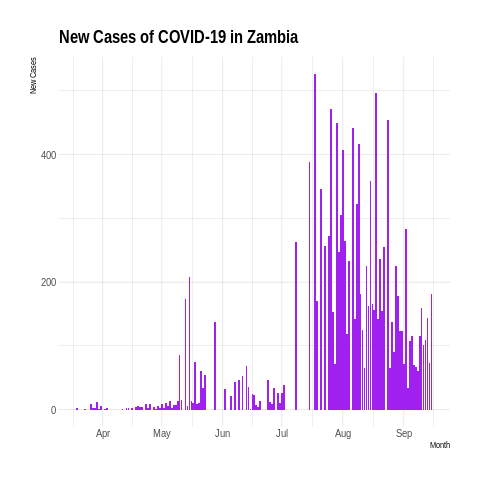 New Cases of COVID-19 in Zambia
New Cases
400
200
0
Apr May Jun Jul Aug Sep
Month